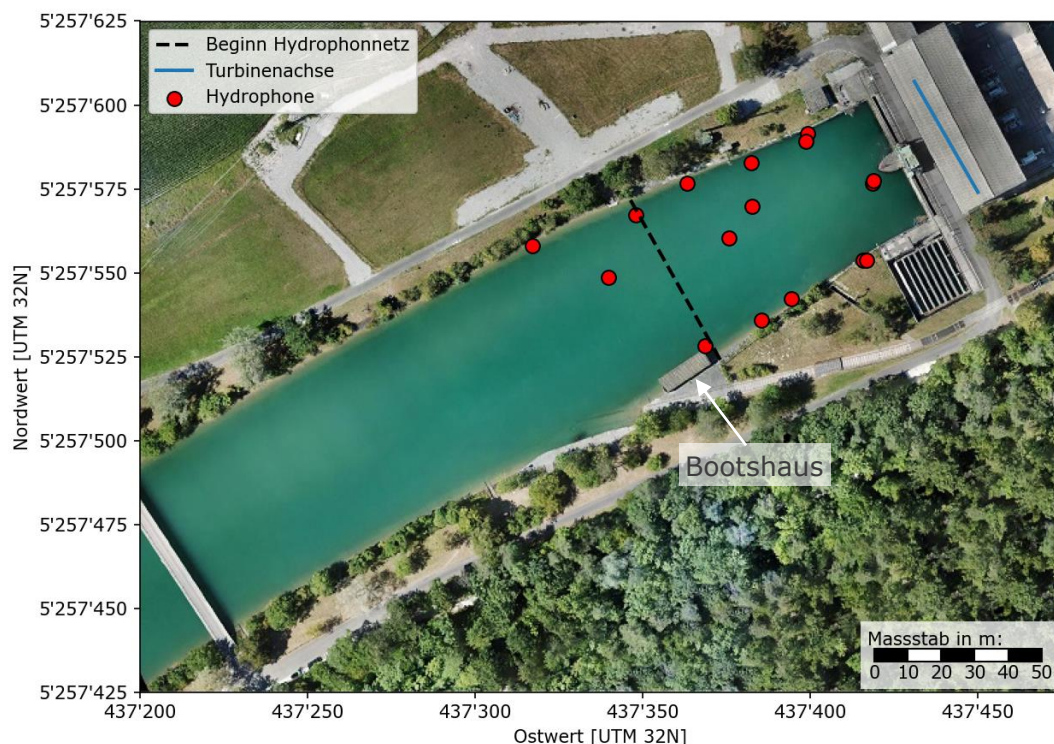 5'257'625
5'257'600
5'257'575
5'257'550
5'257'525
5'257'500
5'257'475
5'257'450
5'257'425
Nordwert [UTM 32N]
Beginn Hydrophonnetz
Turbinenachse
Hydrophone
Bootshaus
Massstab in m:
0 10 20 30 40 50
437'200 437'250 437'300 437'350 437'400 437'450
Ostwert [UTM 32N]